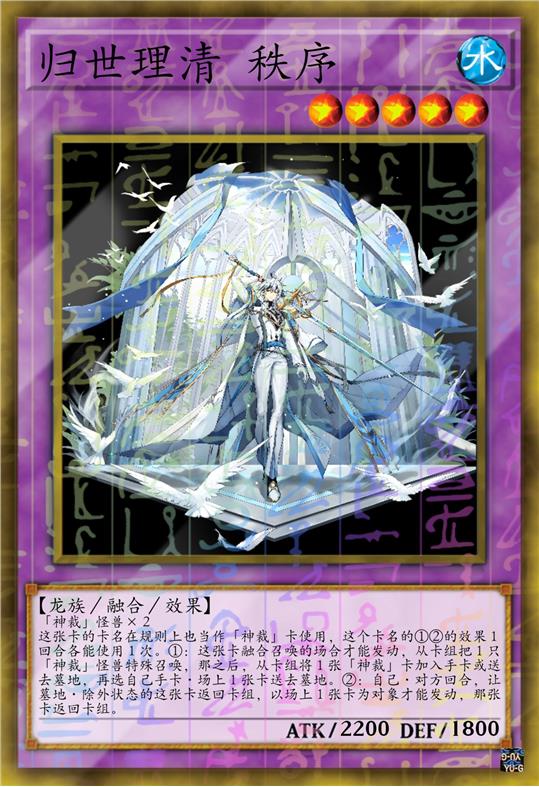 归世理清 秩序
水
【龙族／融合／效果】
「神裁」怪兽×2
这张卡的卡名在规则上也当作「神裁」卡使用，这个卡名的①②的效果1
回合各能使用1次。①：这张卡融合召唤的场合才能发动，从卡组把1只
「神裁」怪兽特殊召唤，那之后，从卡组将1张「神裁」卡加入手卡或送
去墓地，再选自己手卡·场上1张卡送去墓地。②：自己·对方回合，让
墓地·除外状态的这张卡返回卡组，以场上1张卡为对象才能发动，那张
卡返回卡组。
ATK/2200 DEF/1800
YU-G
YU-G